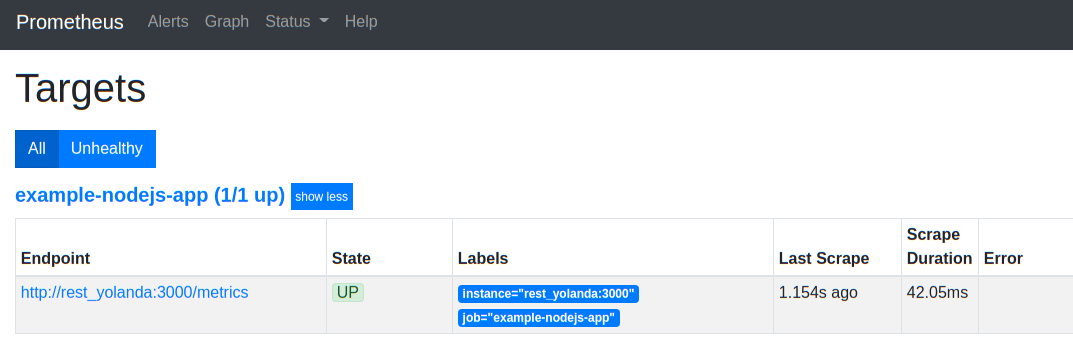 Prometheus Alerts Graph Status Help
Targets
All Unhealthy
example-nodejs-app (1/1 up) show less
Endpoint State Labels Last Scrape Scrape Duration Error
http://rest_yolanda:3000/metrics UP instance="rest_yolanda:3000" 1.154s ago 42.05ms
job="example-nodejs-app"